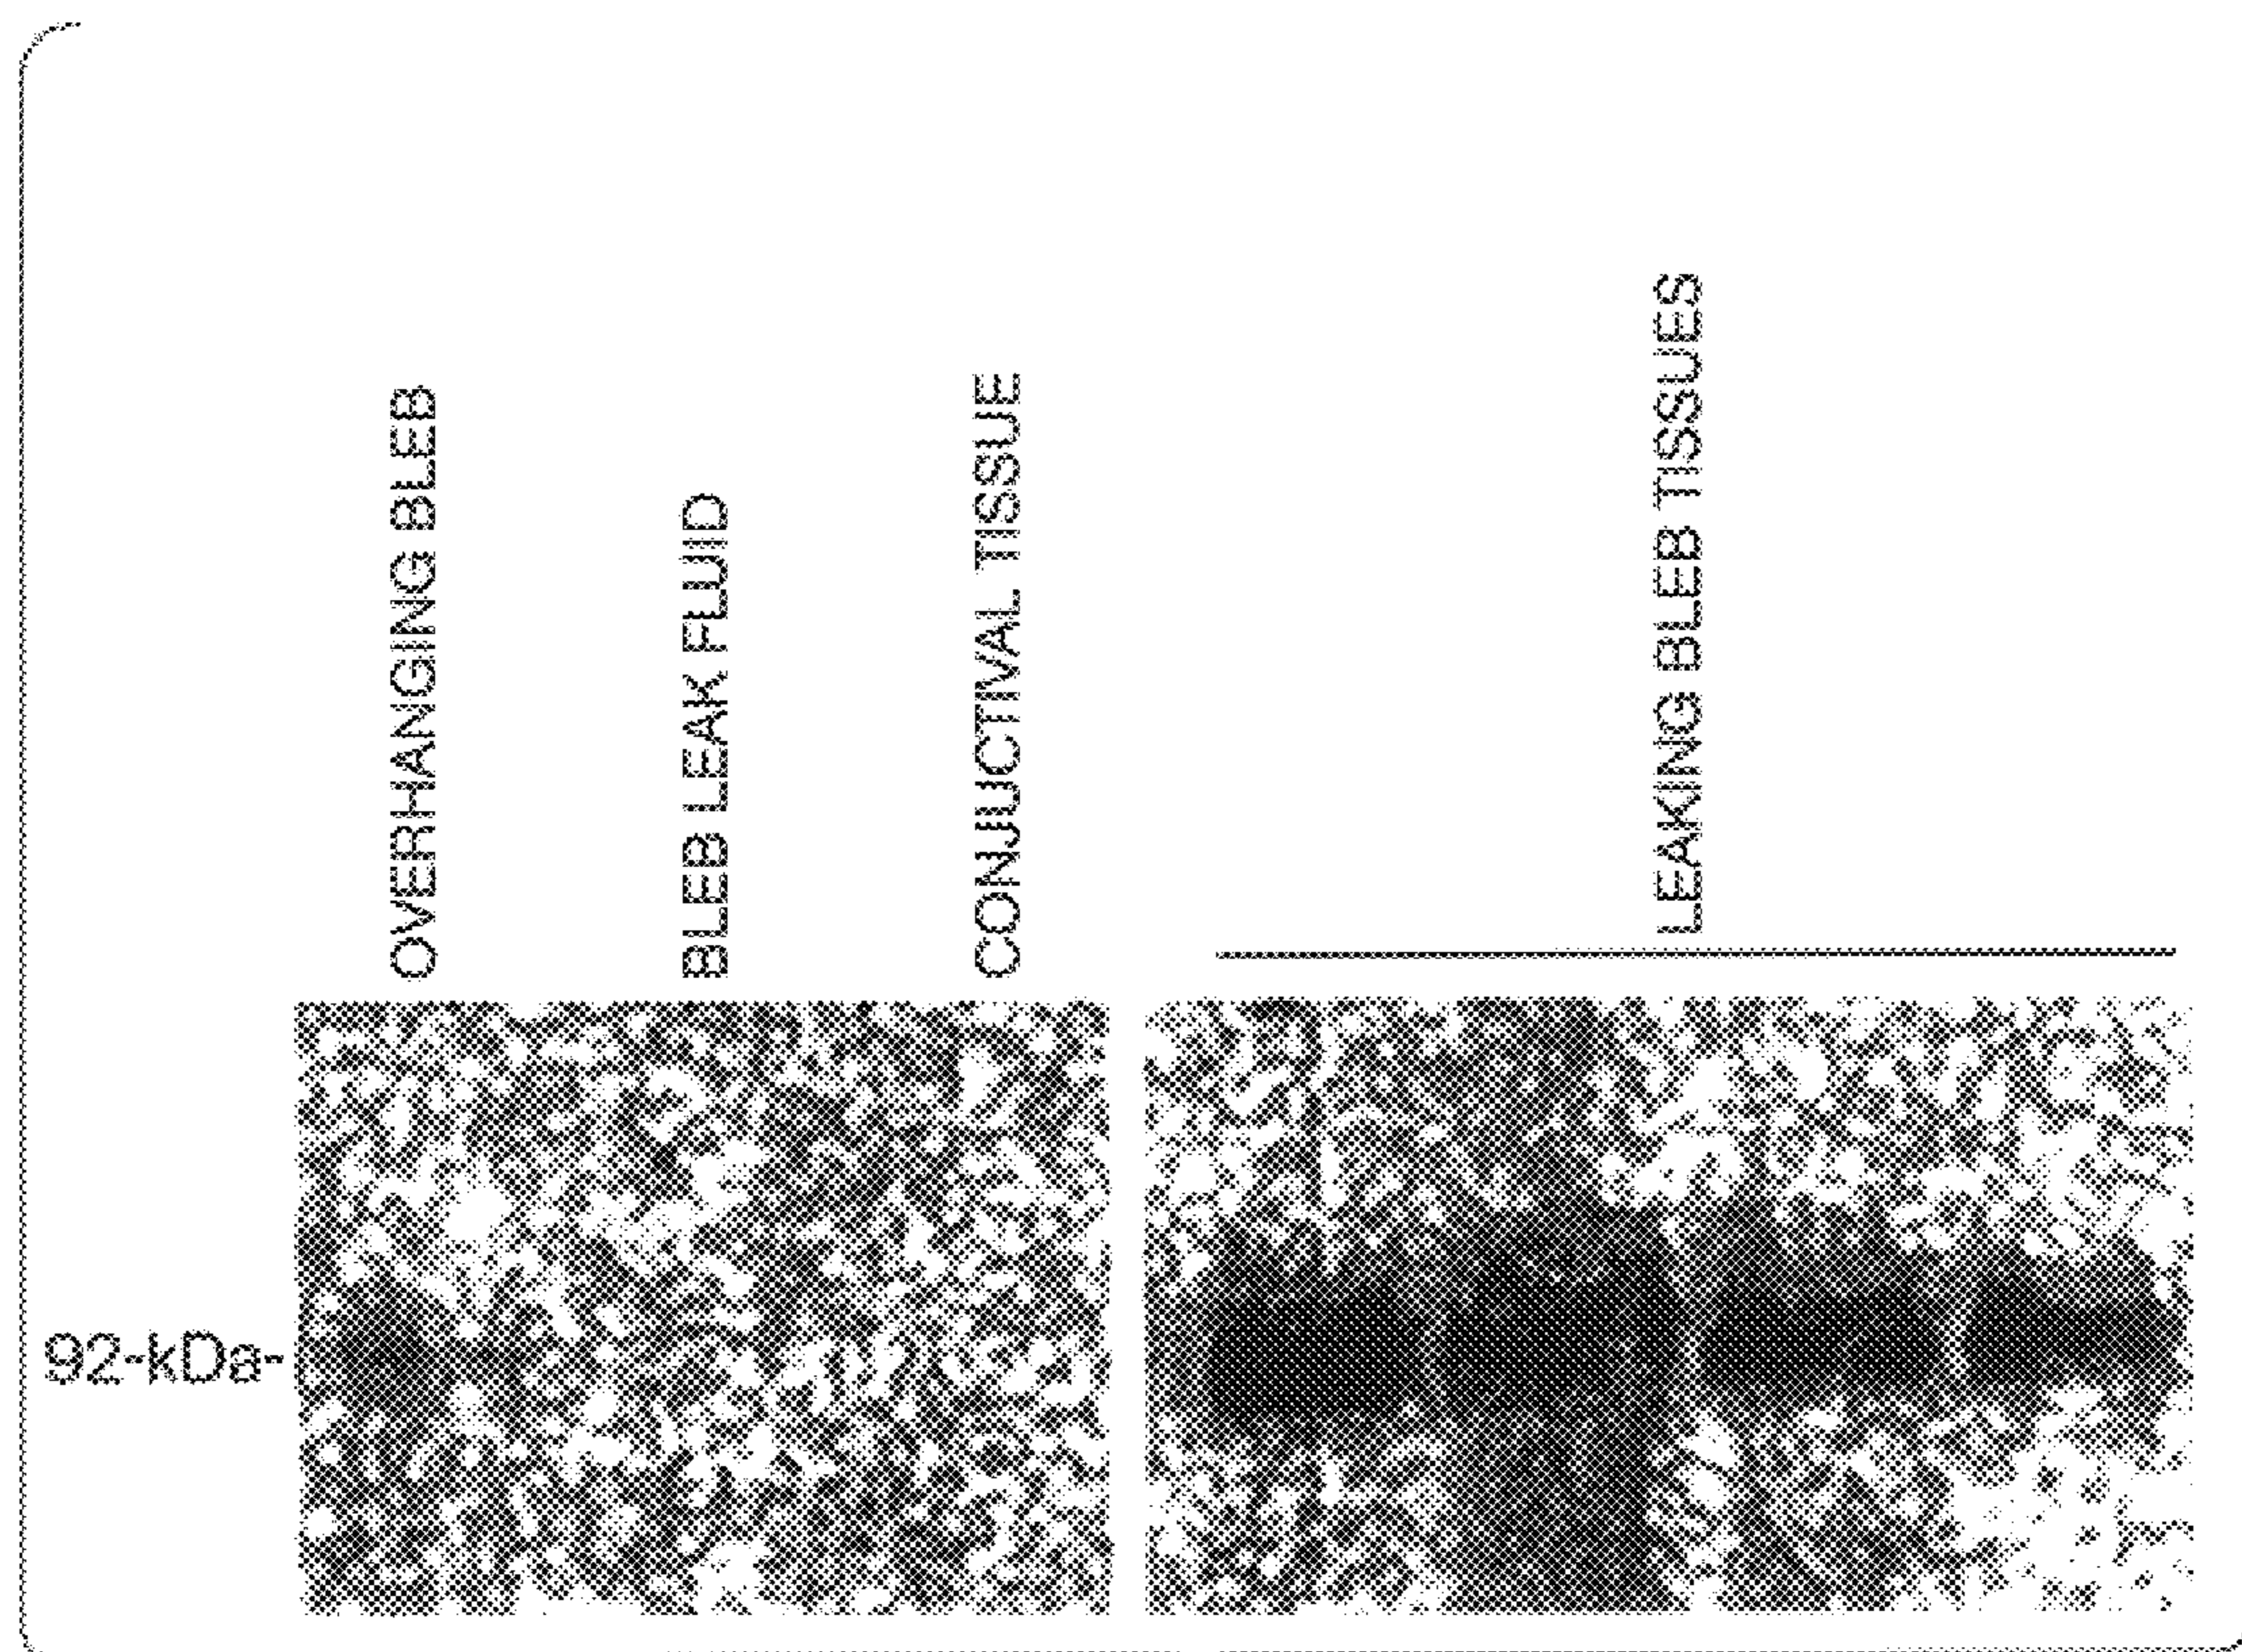 OVERHANGING BLEB
BLEB LEAK FLUID
CONJUCTIVAL TISSUE
LEAKING BLEB TISSUES
92-kDa-